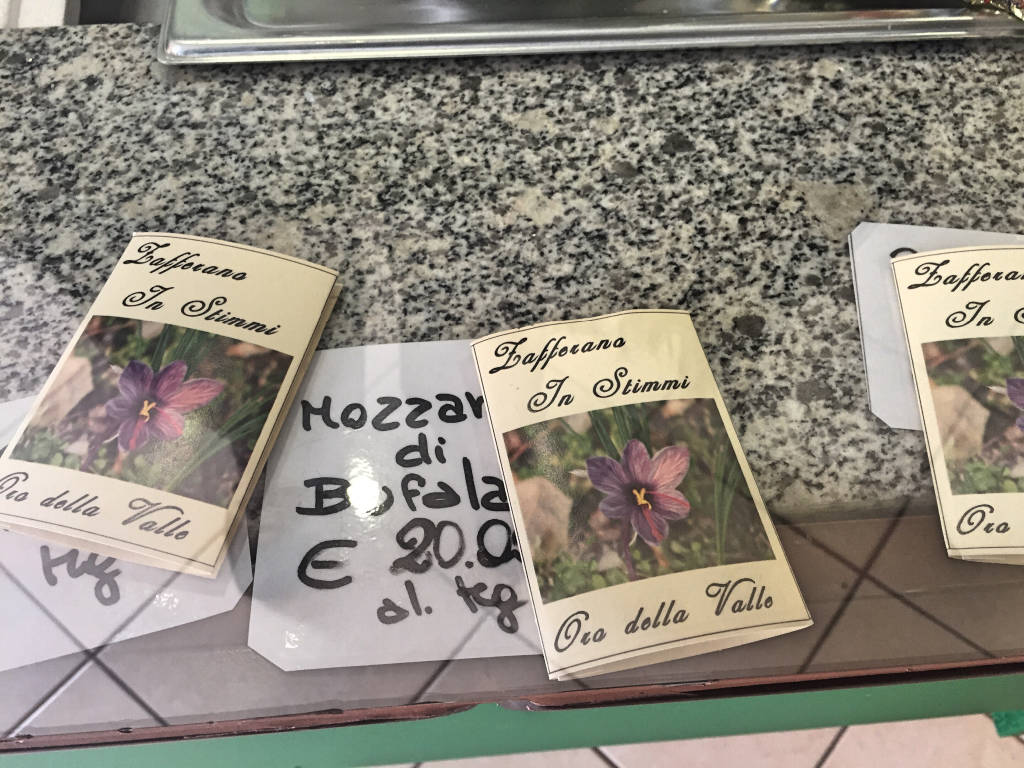 Zafferano
In Stimmi
Oro della Valle
Kg
Mozzar
di
Bufala
€ 20.0
al. kg
Zafferano
In Stimmi
Oro della Valle
Zafferan
In S
Oro